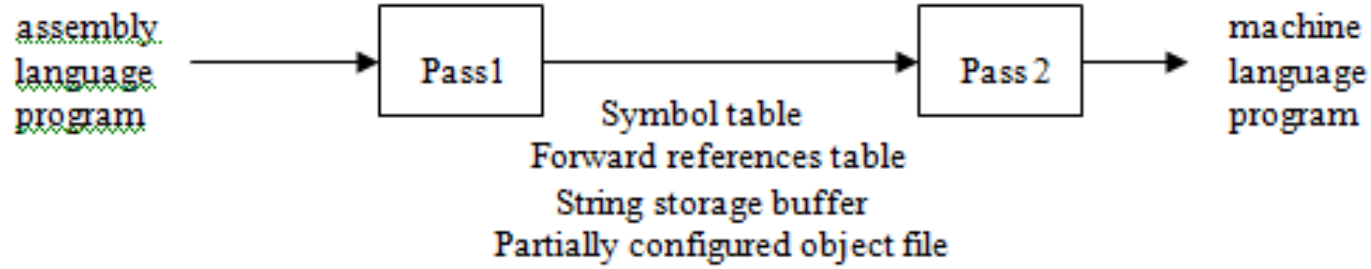 assembly
language
program
Pass1
Symbol table
Forward references table
String storage buffer
Partially configured object file
Pass 2
machine
language
program